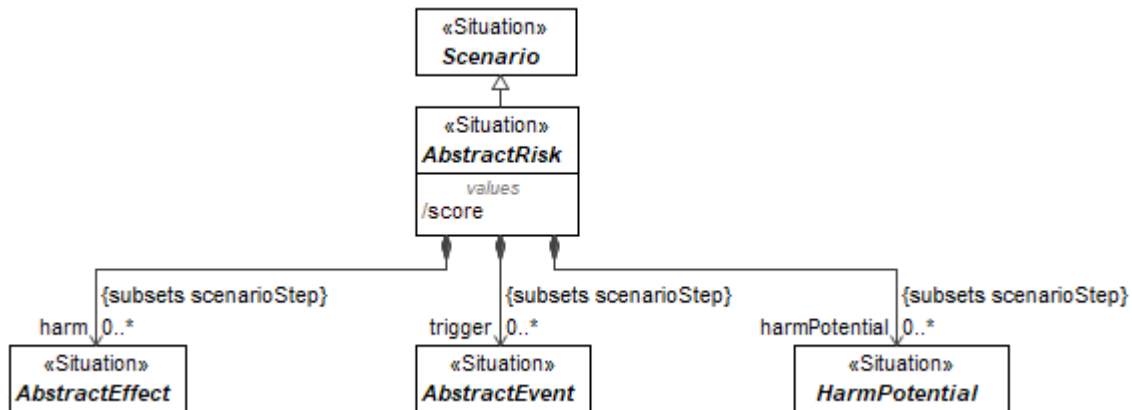 «Situation»
Scenario
«Situation»
AbstractRisk
values
/score
{subsets scenarioStep} {subsets scenarioStep} {subsets scenarioStep}
harm 0..* trigger 0..* harmPotential 0..*
«Situation» «Situation» «Situation»
AbstractEffect AbstractEvent HarmPotential